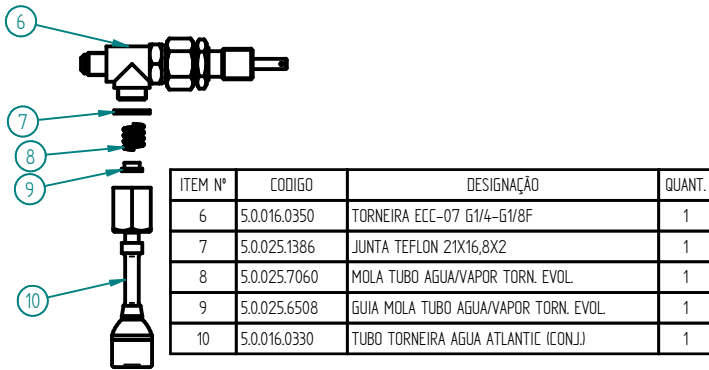 6
7
8
9
10
ITEM Nº CODIGO DESIGNAÇÃO QUANT.
6 5.0.016.0350 TORNEIRA ECC-07 G1/4-G1/8F 1
7 5.0.025.1386 JUNTA TEFLON 21X16,8X2 1
8 5.0.025.7060 MOLA TUBO AGUA/VAPOR TORN. EVOL. 1
9 5.0.025.6508 GUIA MOLA TUBO AGUA/VAPOR TORN. EVOL. 1
10 5.0.016.0330 TUBO TORNEIRA AGUA ATLANTIC (CONJ.) 1